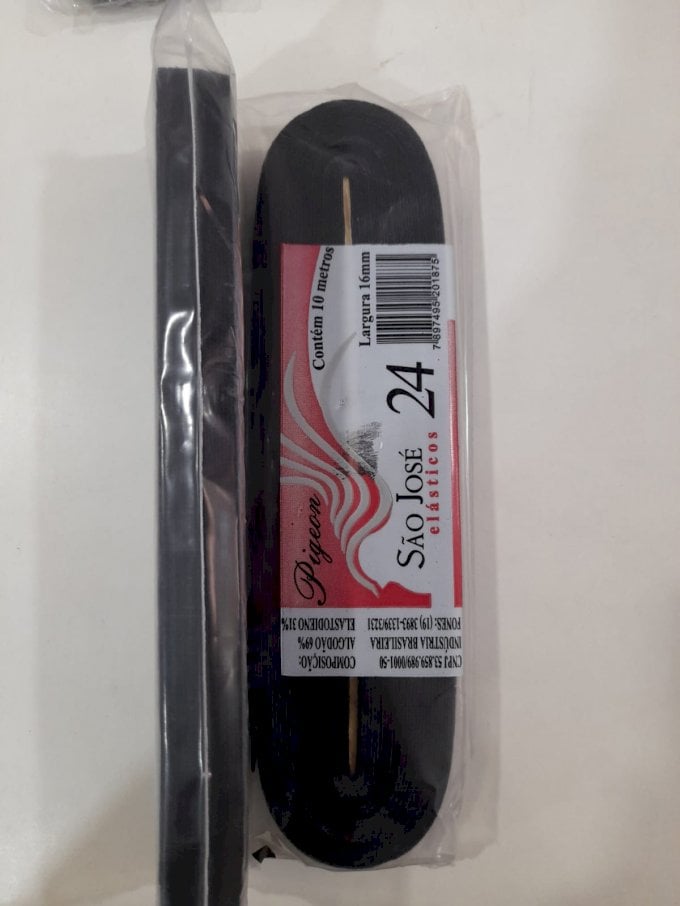 Contém 10 metros
Largura 16mm
7 897495 201875
Pigeon
SÃO JOSÉ 24
elásticos
COMPOSIÇÃO:
ALGODÃO 69%
ELASTODIENO 31%
CNPJ 53.859.989/0001-50
INDÚSTRIA BRASILEIRA
FONES: (19) 3893-1339/3231